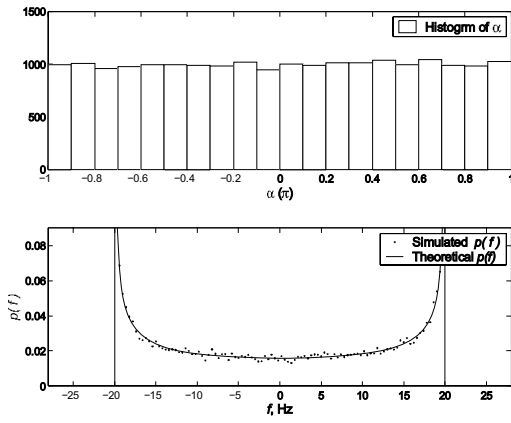 1500
Histogrm of α
1000
500
0
−1 −0.8 −0.6 −0.4 −0.2 0 0.2 0.4 0.6 0.8 1
α (π)
0.08
Simulated p( f )
Theoretical p(f)
0.06
p( f )
0.04
0.02
0
−25 −20 −15 −10 −5 0 5 10 15 20 25
f, Hz